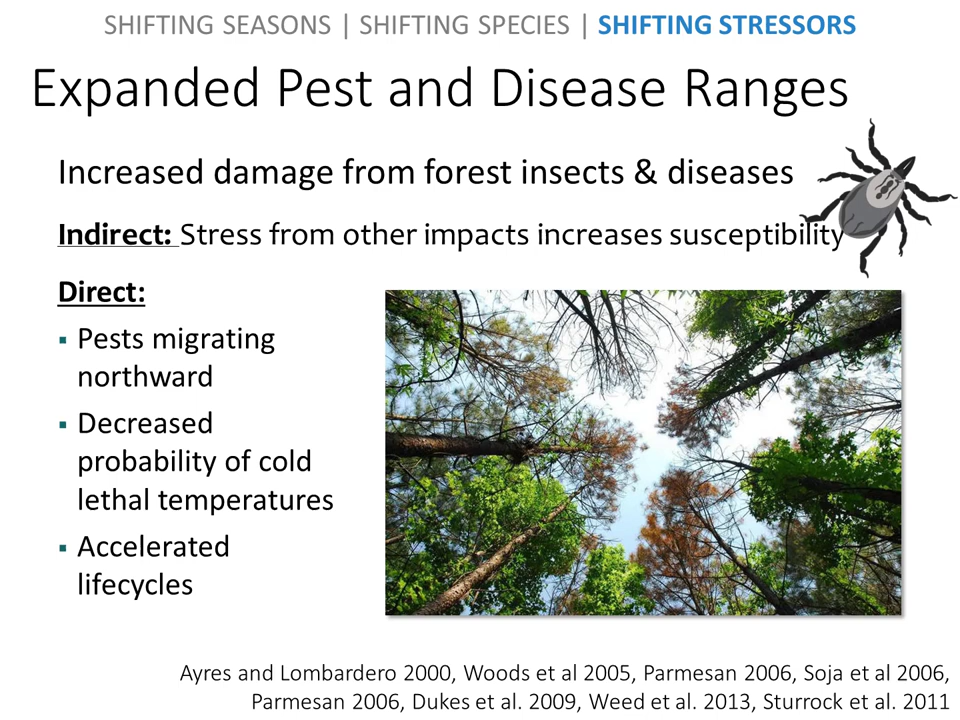 SHIFTING SEASONS | SHIFTING SPECIES | SHIFTING STRESSORS
Expanded Pest and Disease Ranges
Increased damage from forest insects & diseases
Indirect: Stress from other impacts increases susceptibility
Direct:
▪ Pests migrating
northward
▪ Decreased
probability of cold
lethal temperatures
▪ Accelerated
lifecycles
Ayres and Lombardero 2000, Woods et al 2005, Parmesan 2006, Soja et al 2006,
Parmesan 2006, Dukes et al. 2009, Weed et al. 2013, Sturrock et al. 2011